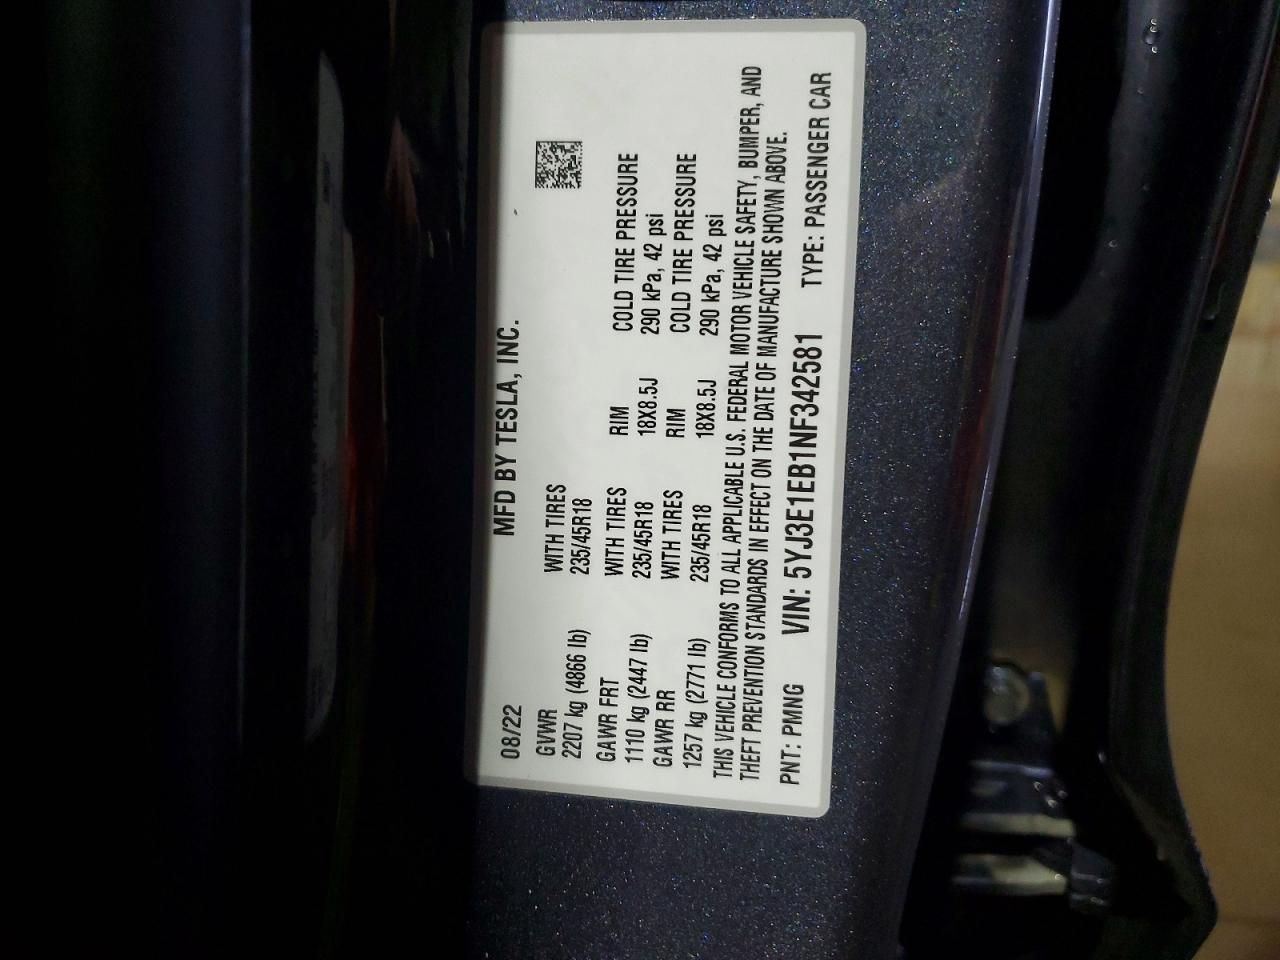 08/22 MFD BY TESLA, INC.
GVWR WITH TIRES
2207 kg (4866 lb) 235/45R18
GAWR FRT WITH TIRES RIM COLD TIRE PRESSURE
1110 kg (2447 lb) 235/45R18 18X8.5J 290 kPa, 42 psi
GAWR RR WITH TIRES RIM COLD TIRE PRESSURE
1257 kg (2771 lb) 235/45R18 18X8.5J 290 kPa, 42 psi
THIS VEHICLE CONFORMS TO ALL APPLICABLE U.S. FEDERAL MOTOR VEHICLE SAFETY, BUMPER, AND
THEFT PREVENTION STANDARDS IN EFFECT ON THE DATE OF MANUFACTURE SHOWN ABOVE.
PNT: PMNG VIN: 5YJ3E1EB1NF342581 TYPE: PASSENGER CAR